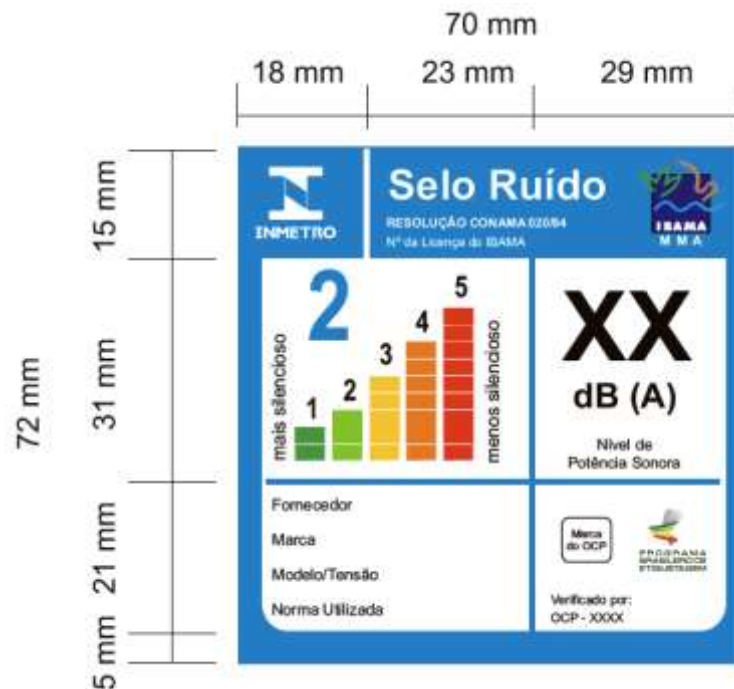 70 mm
18 mm
23 mm
29 mm
72 mm
15 mm
31 mm
21 mm
5 mm
INMETRO
Selo Ruído
RESOLUÇÃO CONAMA 020/94
Nº da Licença do IBAMA
IBAMA
MMA
2
mais silencioso
1
2
3
4
5
menos silencioso
XX
dB (A)
Nível de
Potência Sonora
Fornecedor
Marca
Modelo/Tensão
Norma Utilizada
Marca
do OCP
PROGRAMA
BRASILEIRO DE
ETIQUETAGEM
Verificado por:
OCP - XXXX